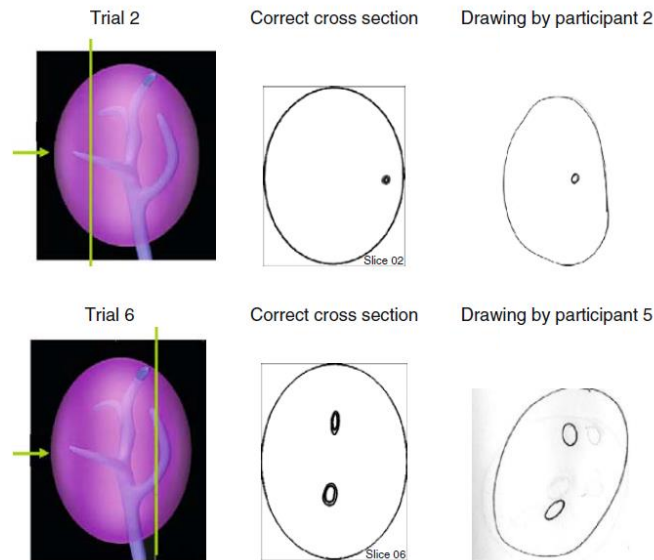 Trial 2 Correct cross section Drawing by participant 2
Slice 02
Trial 6 Correct cross section Drawing by participant 5
Slice 06